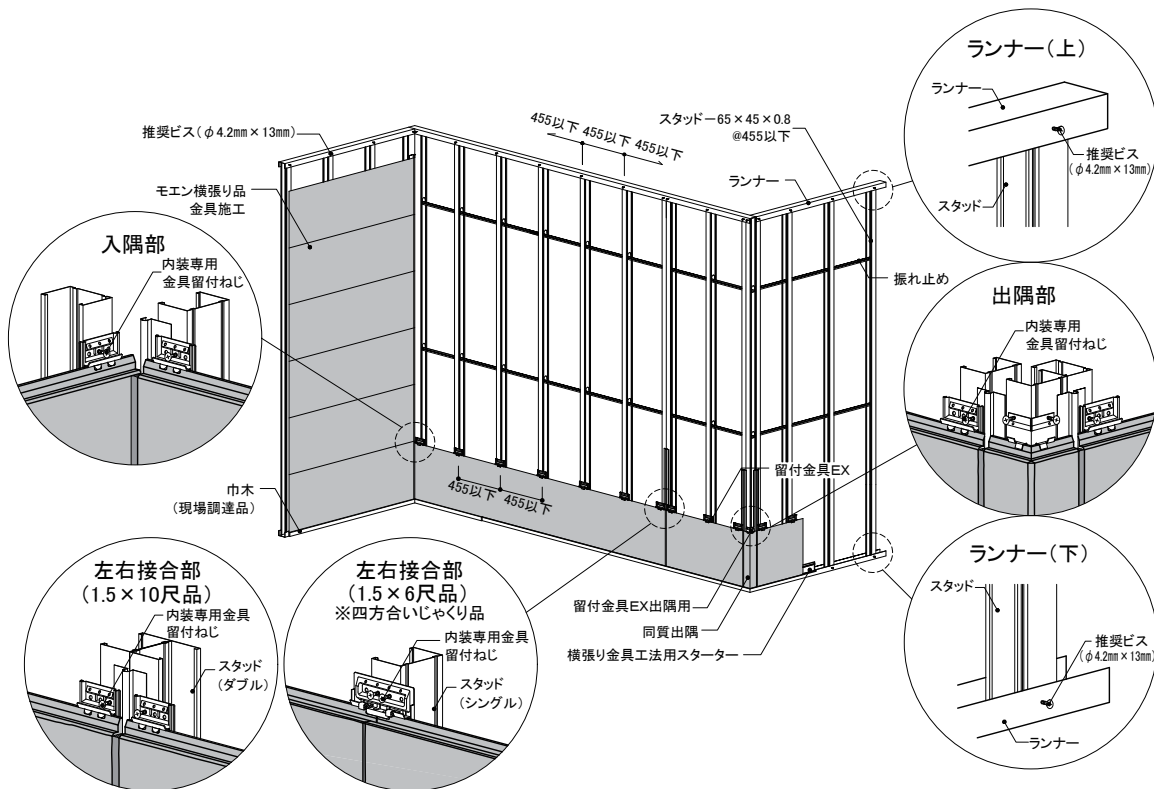 ランナー(上)
ランナー
推奨ビス
(φ4.2mm×13mm)
スタッド
455以下
455以下
455以下
スタッド−65×45×0.8
@455以下
推奨ビス(φ4.2mm×13mm)
ランナー
モエン横張り品
金具施工
入隅部
内装専用
金具留付ねじ
振れ止め
出隅部
内装専用
金具留付ねじ
留付金具EX
455以下
455以下
巾木
(現場調達品)
左右接合部
(1.5×10尺品)
内装専用金具
留付ねじ
スタッド
(ダブル)
左右接合部
(1.5×6尺品)
※四方合いじゃくり品
内装専用金具
留付ねじ
スタッド
(シングル)
留付金具EX出隅用
同質出隅
横張り金具工法用スターター
ランナー(下)
スタッド
推奨ビス
(φ4.2mm×13mm)
ランナー